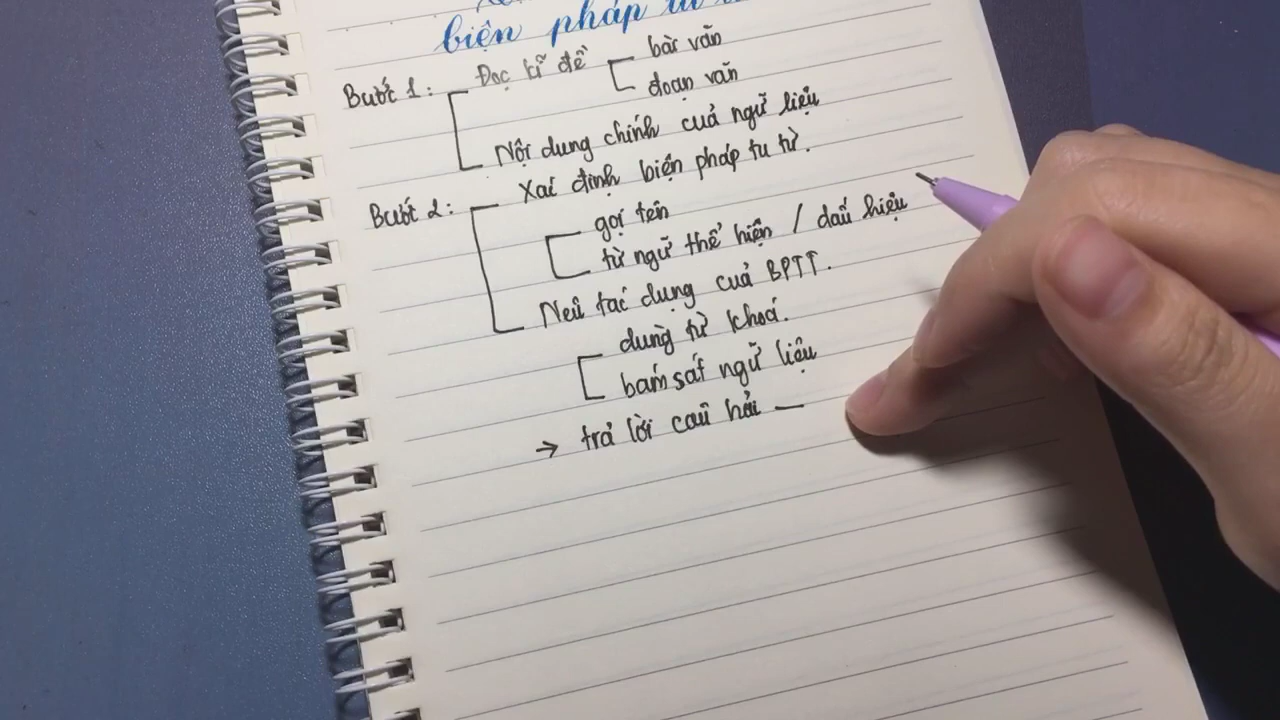 biện pháp tu
Bước 1: Đọc kĩ đề
bài văn
đoạn văn
Nội dung chính của ngữ liệu
Bước 2: Xác định biện pháp tu từ.
gọi tên
từ ngữ thể hiện / dấu hiệu
Nêu tác dụng của BPTT.
dùng từ khoá.
bám sát ngữ liệu
→ trả lời câu hỏi —